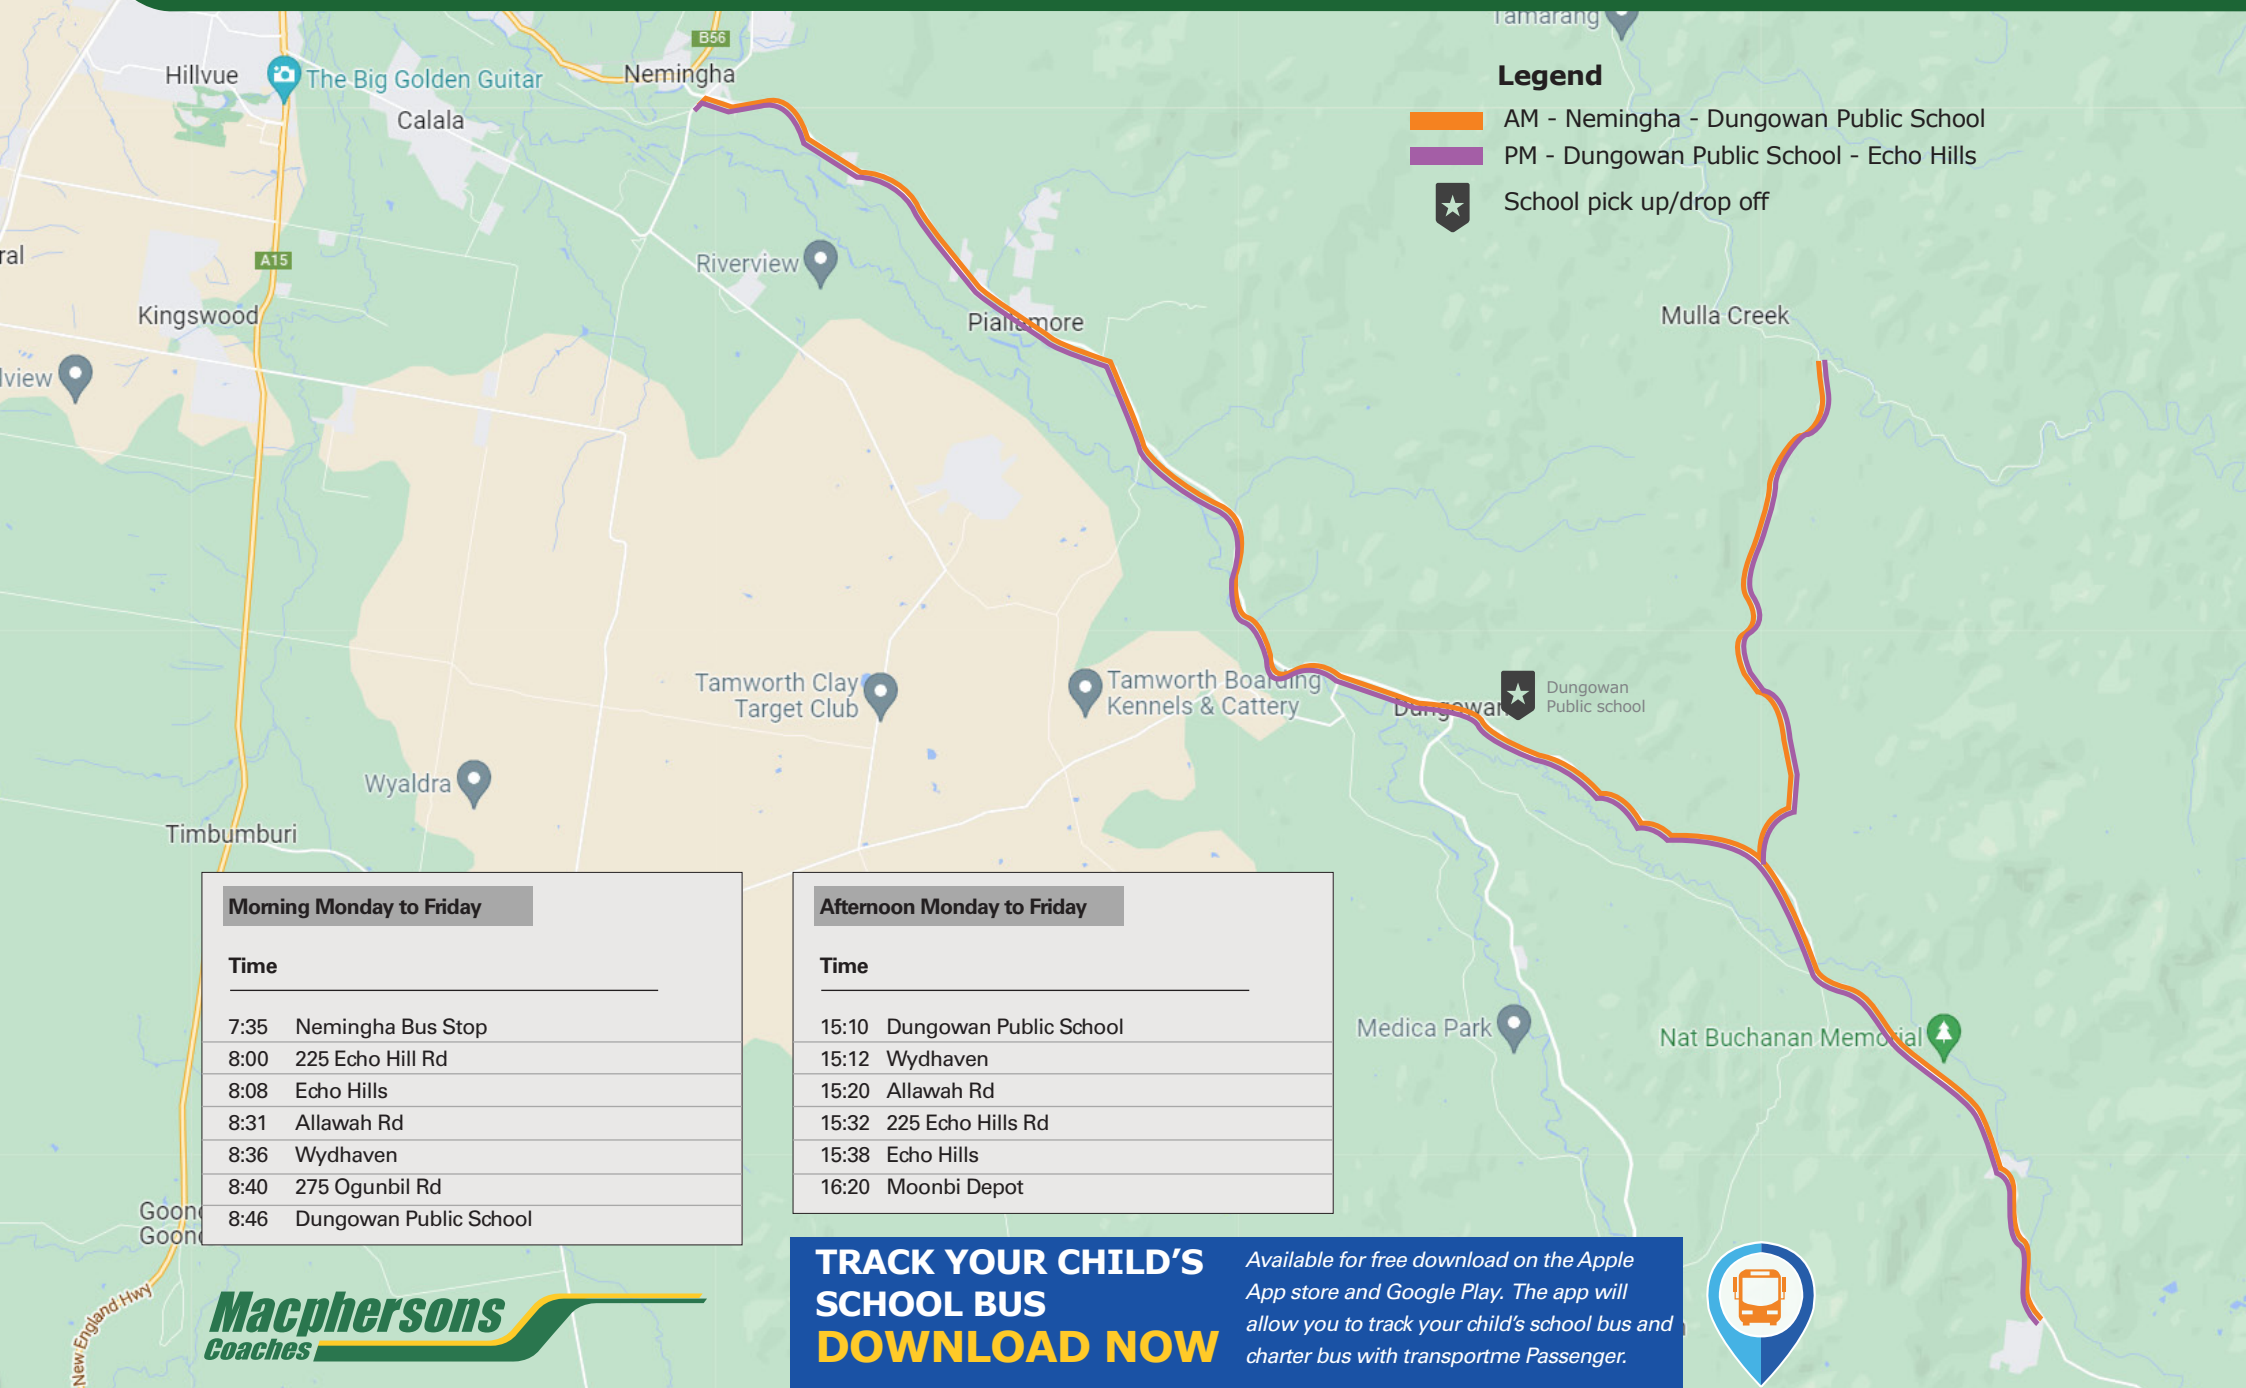 Tamarang
B56
Hillvue
The Big Golden Guitar
Nemingha
Calala
Legend
AM - Nemingha - Dungowan Public School
PM - Dungowan Public School - Echo Hills
School pick up/drop off
ral
A15
Riverview
Kingswood
Piallamore
Mulla Creek
lview
Tamworth Clay
Target Club
Tamworth Boarding
Kennels & Cattery
Dungowan
Dungowan
Public school
Wyaldra
Timbumburi
Morning Monday to Friday
Time
7:35 Nemingha Bus Stop
8:00 225 Echo Hill Rd
8:08 Echo Hills
8:31 Allawah Rd
8:36 Wydhaven
8:40 275 Ogunbil Rd
8:46 Dungowan Public School
Afternoon Monday to Friday
Time
15:10 Dungowan Public School
15:12 Wydhaven
15:20 Allawah Rd
15:32 225 Echo Hills Rd
15:38 Echo Hills
16:20 Moonbi Depot
Medica Park
Nat Buchanan Memorial
Goon
Goon
New England Hwy
Macphersons
Coaches
TRACK YOUR CHILD'S
SCHOOL BUS
DOWNLOAD NOW
Available for free download on the Apple
App store and Google Play. The app will
allow you to track your child's school bus and
charter bus with transportme Passenger.